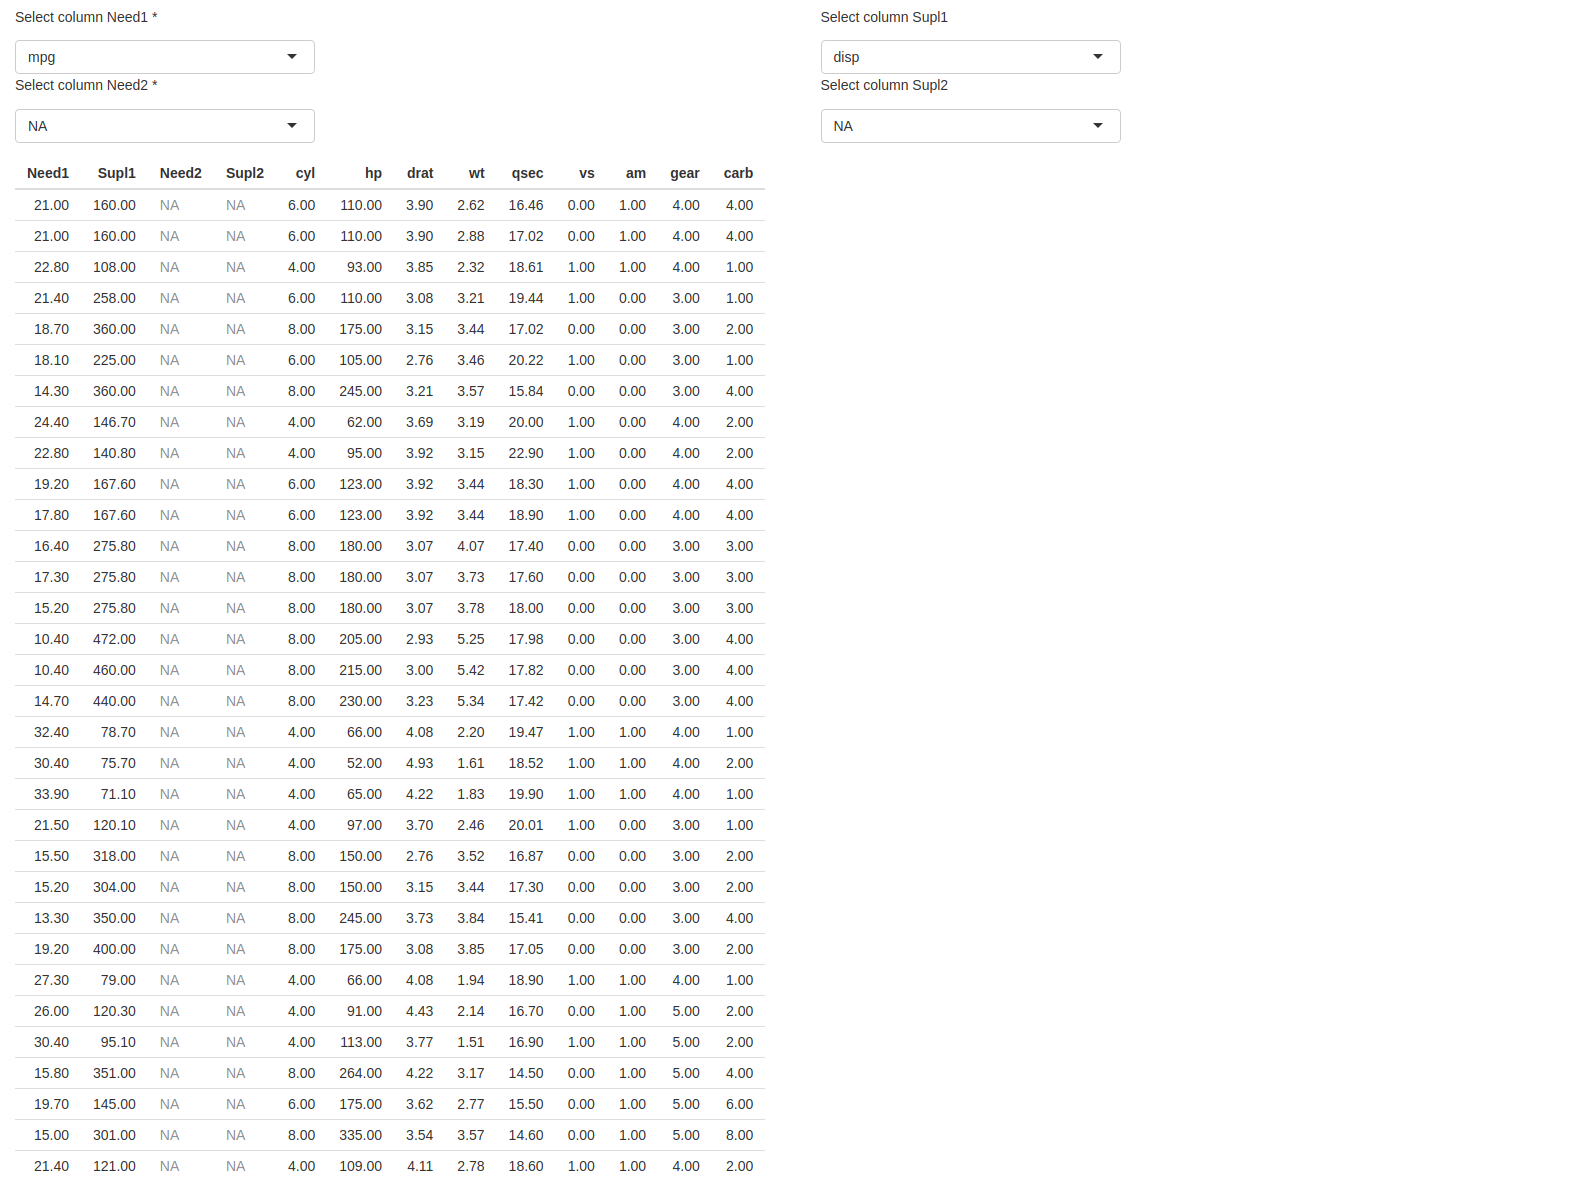 Select column Need1 * Select column Supl1
mpg disp
Select column Need2 * Select column Supl2
NA NA
Need1 Supl1 Need2 Supl2 cyl hp drat wt qsec vs am gear carb
21.00 160.00 NA NA 6.00 110.00 3.90 2.62 16.46 0.00 1.00 4.00 4.00
21.00 160.00 NA NA 6.00 110.00 3.90 2.88 17.02 0.00 1.00 4.00 4.00
22.80 108.00 NA NA 4.00 93.00 3.85 2.32 18.61 1.00 1.00 4.00 1.00
21.40 258.00 NA NA 6.00 110.00 3.08 3.21 19.44 1.00 0.00 3.00 1.00
18.70 360.00 NA NA 8.00 175.00 3.15 3.44 17.02 0.00 0.00 3.00 2.00
18.10 225.00 NA NA 6.00 105.00 2.76 3.46 20.22 1.00 0.00 3.00 1.00
14.30 360.00 NA NA 8.00 245.00 3.21 3.57 15.84 0.00 0.00 3.00 4.00
24.40 146.70 NA NA 4.00 62.00 3.69 3.19 20.00 1.00 0.00 4.00 2.00
22.80 140.80 NA NA 4.00 95.00 3.92 3.15 22.90 1.00 0.00 4.00 2.00
19.20 167.60 NA NA 6.00 123.00 3.92 3.44 18.30 1.00 0.00 4.00 4.00
17.80 167.60 NA NA 6.00 123.00 3.92 3.44 18.90 1.00 0.00 4.00 4.00
16.40 275.80 NA NA 8.00 180.00 3.07 4.07 17.40 0.00 0.00 3.00 3.00
17.30 275.80 NA NA 8.00 180.00 3.07 3.73 17.60 0.00 0.00 3.00 3.00
15.20 275.80 NA NA 8.00 180.00 3.07 3.78 18.00 0.00 0.00 3.00 3.00
10.40 472.00 NA NA 8.00 205.00 2.93 5.25 17.98 0.00 0.00 3.00 4.00
10.40 460.00 NA NA 8.00 215.00 3.00 5.42 17.82 0.00 0.00 3.00 4.00
14.70 440.00 NA NA 8.00 230.00 3.23 5.34 17.42 0.00 0.00 3.00 4.00
32.40 78.70 NA NA 4.00 66.00 4.08 2.20 19.47 1.00 1.00 4.00 1.00
30.40 75.70 NA NA 4.00 52.00 4.93 1.61 18.52 1.00 1.00 4.00 2.00
33.90 71.10 NA NA 4.00 65.00 4.22 1.83 19.90 1.00 1.00 4.00 1.00
21.50 120.10 NA NA 4.00 97.00 3.70 2.46 20.01 1.00 0.00 3.00 1.00
15.50 318.00 NA NA 8.00 150.00 2.76 3.52 16.87 0.00 0.00 3.00 2.00
15.20 304.00 NA NA 8.00 150.00 3.15 3.44 17.30 0.00 0.00 3.00 2.00
13.30 350.00 NA NA 8.00 245.00 3.73 3.84 15.41 0.00 0.00 3.00 4.00
19.20 400.00 NA NA 8.00 175.00 3.08 3.85 17.05 0.00 0.00 3.00 2.00
27.30 79.00 NA NA 4.00 66.00 4.08 1.94 18.90 1.00 1.00 4.00 1.00
26.00 120.30 NA NA 4.00 91.00 4.43 2.14 16.70 0.00 1.00 5.00 2.00
30.40 95.10 NA NA 4.00 113.00 3.77 1.51 16.90 1.00 1.00 5.00 2.00
15.80 351.00 NA NA 8.00 264.00 4.22 3.17 14.50 0.00 1.00 5.00 4.00
19.70 145.00 NA NA 6.00 175.00 3.62 2.77 15.50 0.00 1.00 5.00 6.00
15.00 301.00 NA NA 8.00 335.00 3.54 3.57 14.60 0.00 1.00 5.00 8.00
21.40 121.00 NA NA 4.00 109.00 4.11 2.78 18.60 1.00 1.00 4.00 2.00